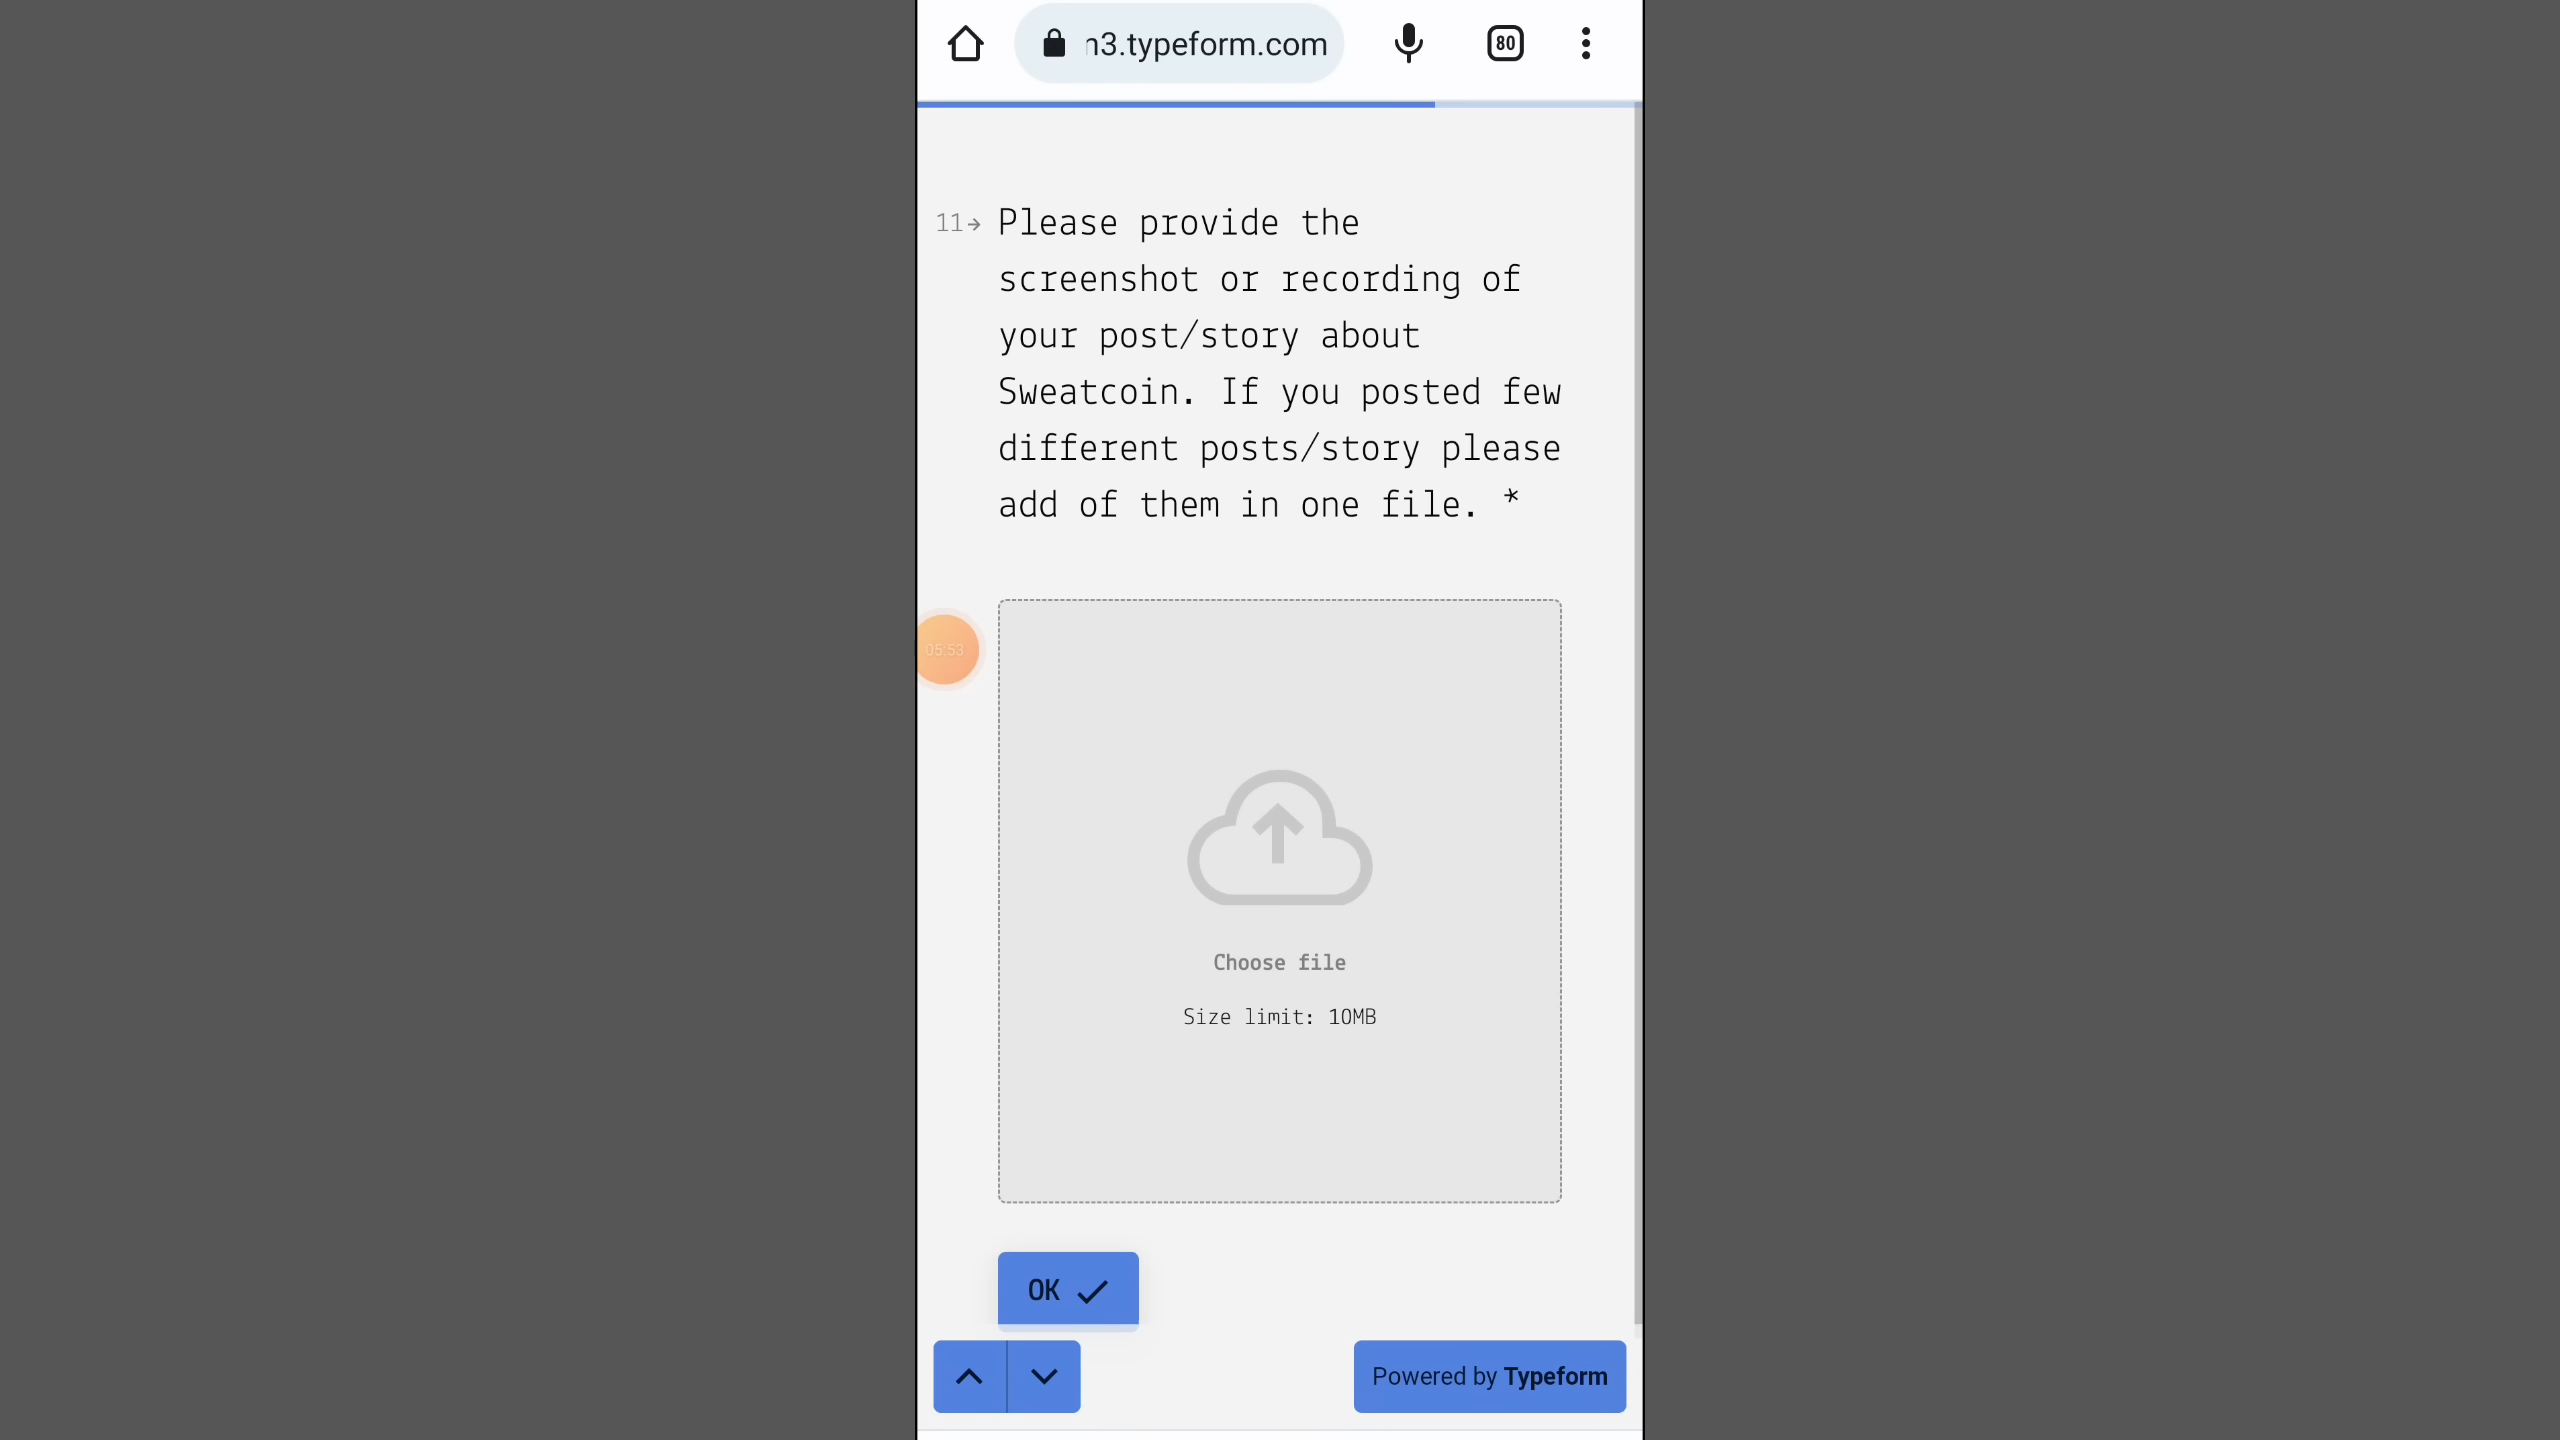 n3.typeform.com
80
11
Please provide the
screenshot or recording of
your post/story about
Sweatcoin. If you posted few
different posts/story please
add of them in one file. *
05:53
Choose file
Size limit: 10MB
OK
Powered by Typeform